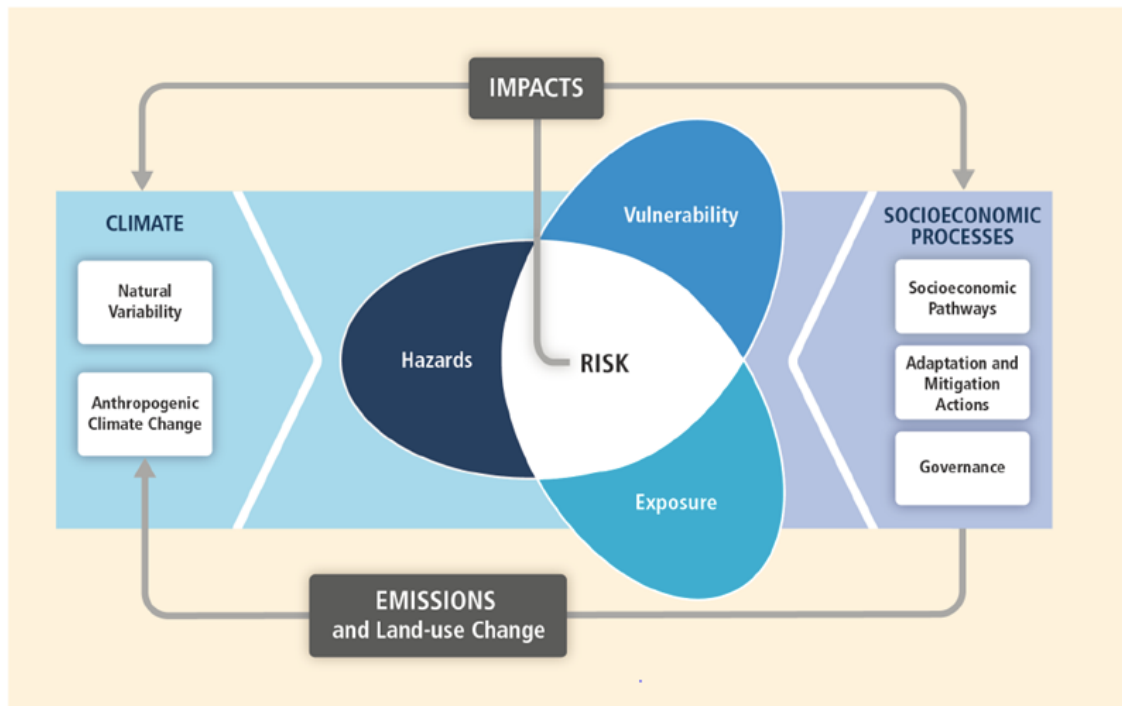 IMPACTS
CLIMATE
Natural
Variability
Anthropogenic
Climate Change
Vulnerability
Hazards
RISK
Exposure
SOCIOECONOMIC
PROCESSES
Socioeconomic
Pathways
Adaptation and
Mitigation
Actions
Governance
EMISSIONS
and Land-use Change